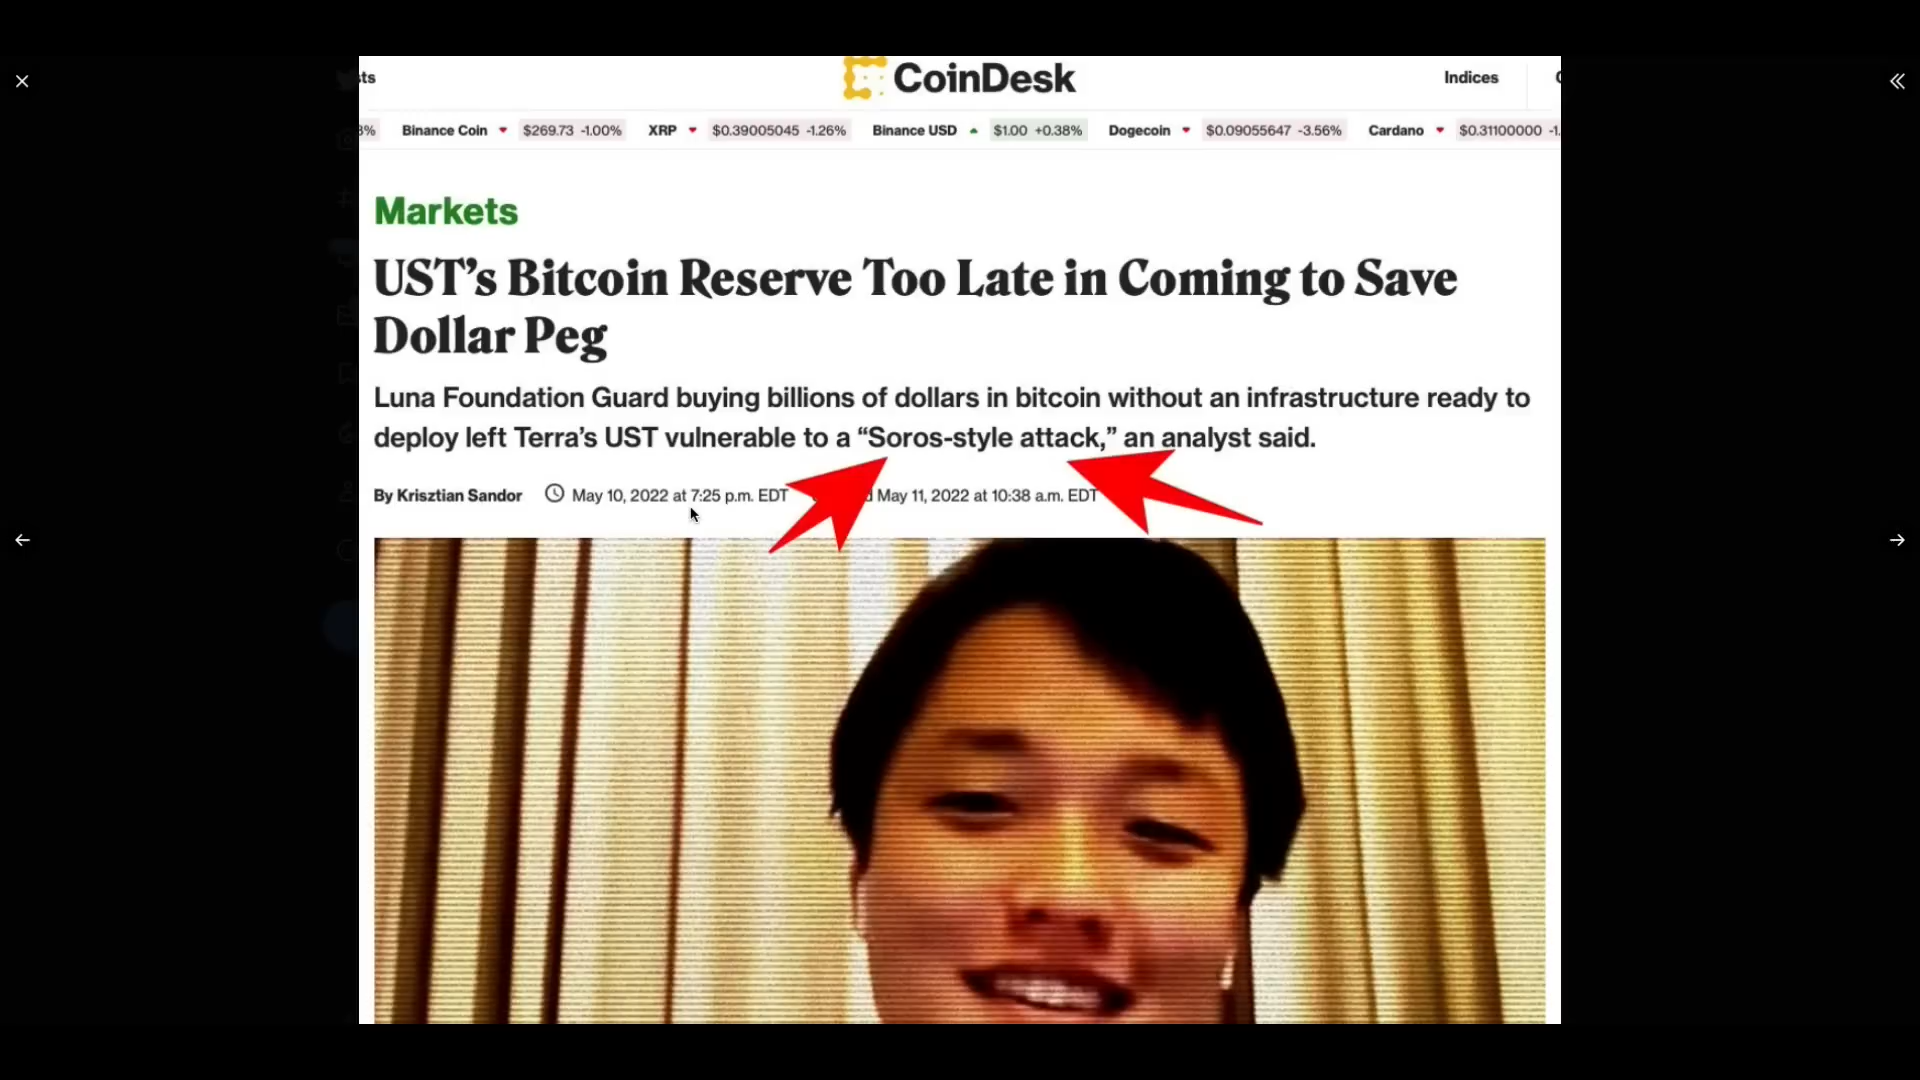 sts
CoinDesk
Indices
3% Binance Coin $269.73 -1.00% XRP $0.39005045 -1.26% Binance USD $1.00 +0.38% Dogecoin $0.09055647 -3.56% Cardano $0.31100000 -1.
Markets
UST’s Bitcoin Reserve Too Late in Coming to Save
Dollar Peg
Luna Foundation Guard buying billions of dollars in bitcoin without an infrastructure ready to
deploy left Terra’s UST vulnerable to a “Soros-style attack,” an analyst said.
By Krisztian Sandor May 10, 2022 at 7:25 p.m. EDT May 11, 2022 at 10:38 a.m. EDT